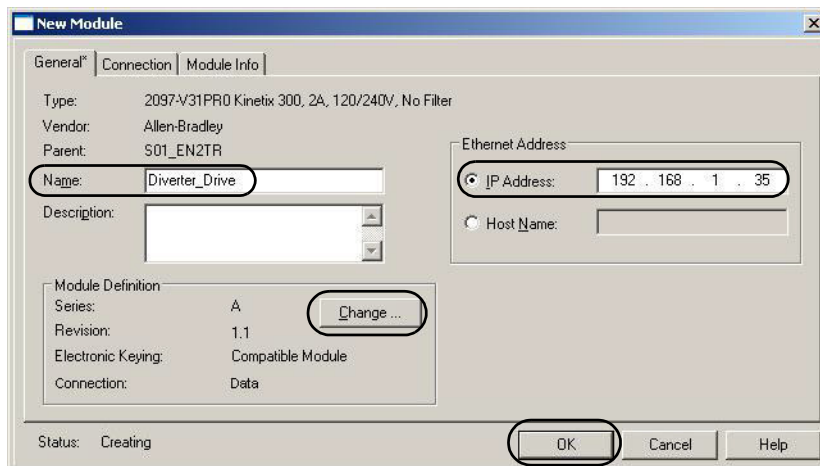 New Module
General* Connection Module Info
Type: 2097-V31PR0 Kinetix 300, 2A, 120/240V, No Filter
Vendor: Allen-Bradley
Parent: S01_EN2TR
Name: Diverter_Drive
Description:
Ethernet Address
IP Address: 192 . 168 . 1 . 35
Host Name:
Module Definition
Series: A
Change ...
Revision: 1.1
Electronic Keying: Compatible Module
Connection: Data
Status: Creating
OK Cancel Help